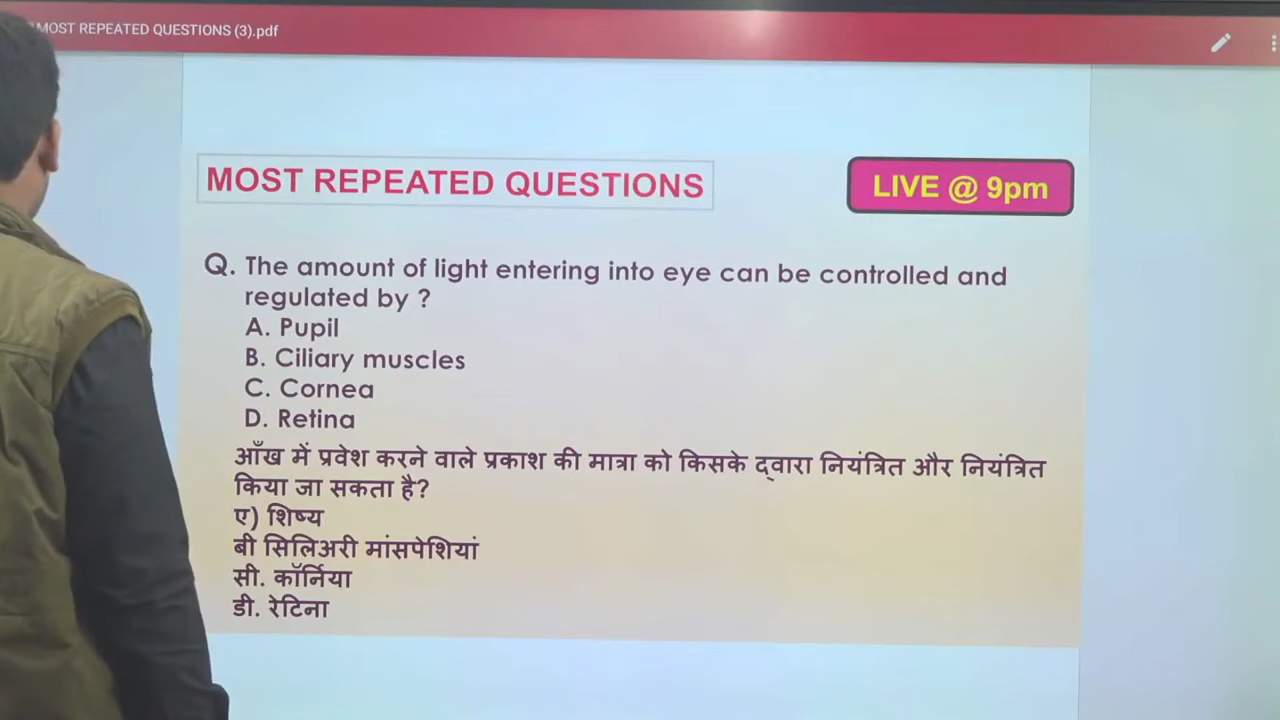 MOST REPEATED QUESTIONS (3).pdf
MOST REPEATED QUESTIONS
LIVE @ 9pm
Q. The amount of light entering into eye can be controlled and
regulated by ?
A. Pupil
B. Ciliary muscles
C. Cornea
D. Retina
आँख में प्रवेश करने वाले प्रकाश की मात्रा को किसके द्वारा नियंत्रित और नियंत्रित
किया जा सकता है?
ए) शिष्य
बी सिलिअरी मांसपेशियां
सी. कॉर्निया
डी. रेटिना